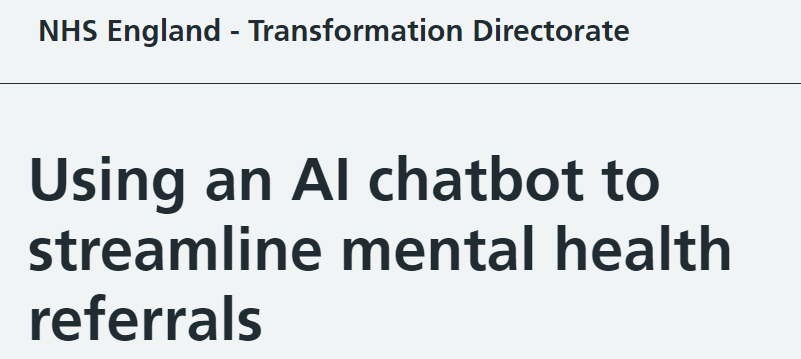 NHS England - Transformation Directorate
Using an AI chatbot to
streamline mental health
referrals